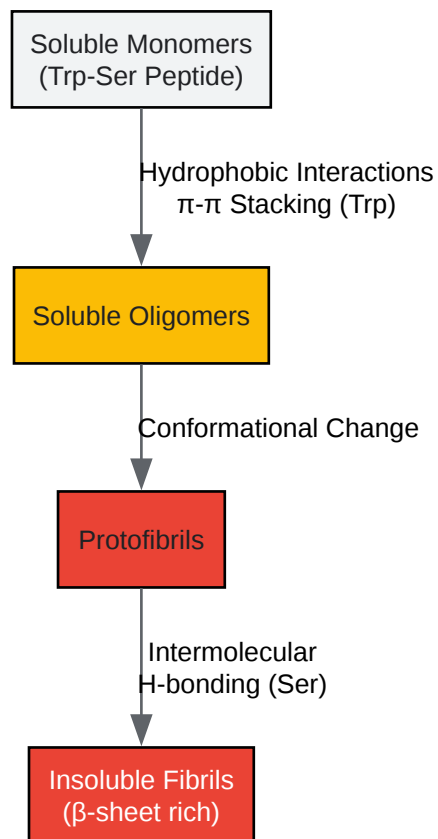 Soluble Monomers
(Trp-Ser Peptide)
Hydrophobic Interactions
π-π Stacking (Trp)
Soluble Oligomers
Conformational Change
Protofibrils
Intermolecular
H-bonding (Ser)
Insoluble Fibrils
(β-sheet rich)